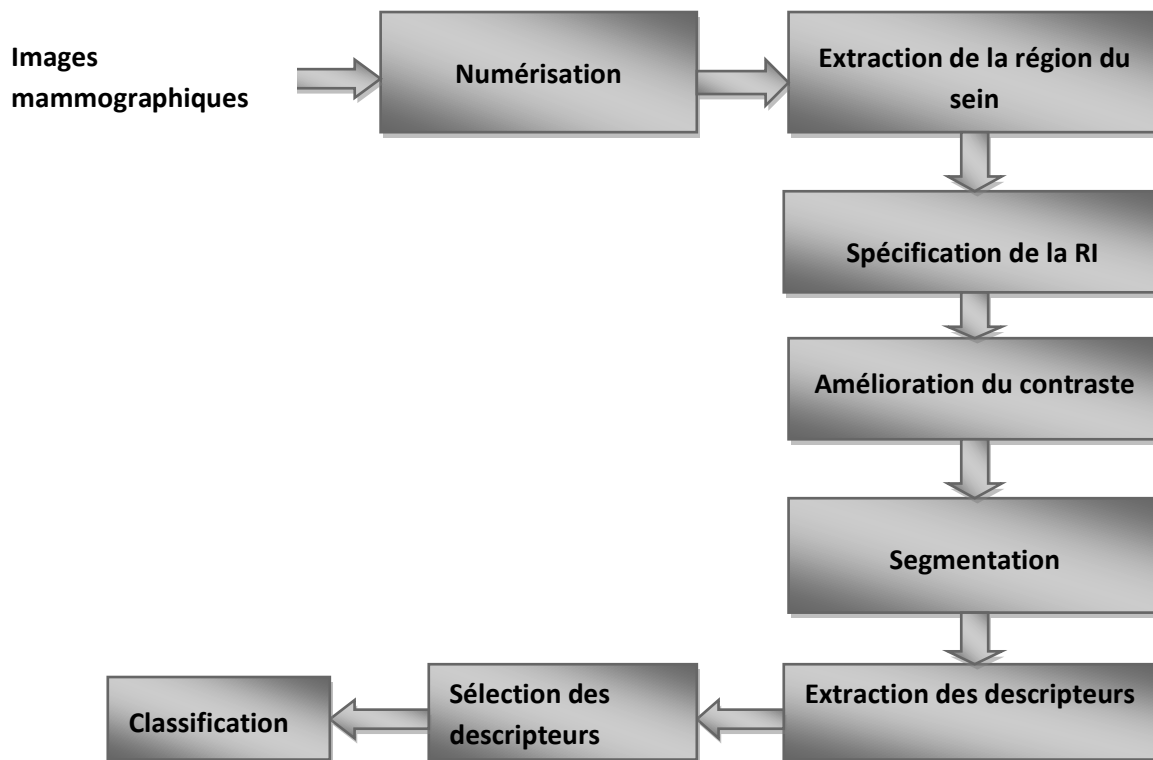 Images
mammographiques
Numérisation
Extraction de la région du
sein
Spécification de la RI
Amélioration du contraste
Segmentation
Extraction des descripteurs
Sélection des
descripteurs
Classification